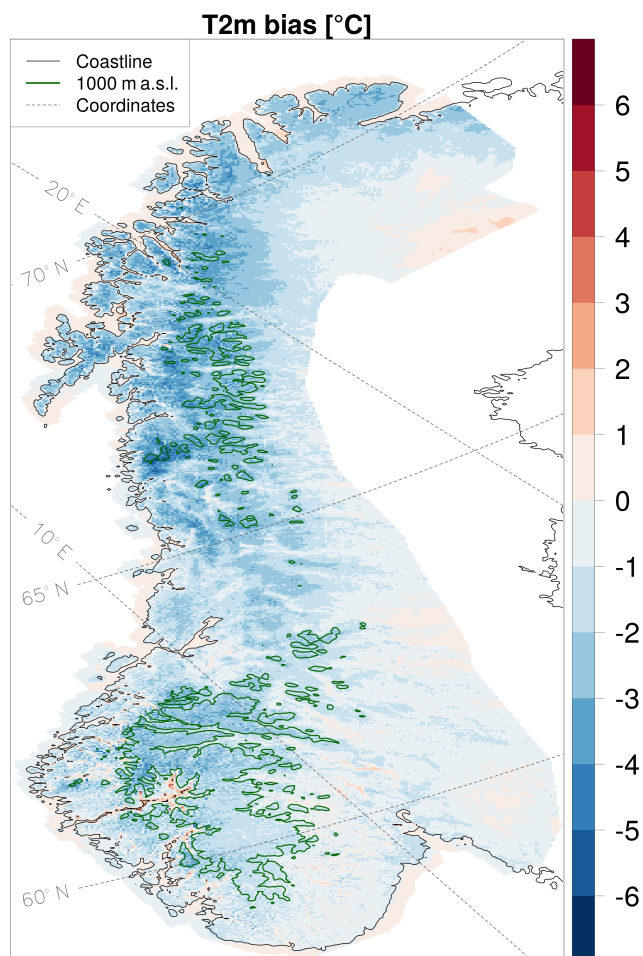 T2m bias [°C]
Coastline
1000 m a.s.l.
Coordinates
20° E
70° N
10° E
65° N
60° N
6
5
4
3
2
1
0
-1
-2
-3
-4
-5
-6